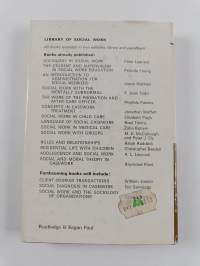 LIBRARY OF SOCIAL WORK
Books already published:
SOCIOLOGY IN SOCIAL WORK Peter Leonard
THE STUDENT AND SUPERVISION
IN SOCIAL WORK EDUCATION Priscilla Young
AN INTRODUCTION TO
ADMINISTRATION FOR
SOCIAL WORKERS Joyce Warham
SOCIAL WORK WITH THE
MENTALLY SUBNORMAL F. Joan Todd
THE WORK OF THE PROBATION AND
AFTER-CARE OFFICER Phyllida Parsloe
CONCEPTS IN CASEWORK
TREATMENT Jonathan Moffett
SOCIAL WORK IN CHILD CARE Elizabeth Pugh
LANGUAGE OF SOCIAL CASEWORK Noel Timms
SOCIAL WORK IN MEDICAL CARE Zofia Butrym
SOCIAL WORK WITH GROUPS
and Peter J.
ROLES AND RELATIONSHIPS Ralph Ruddock
RESIDENTIAL LIFE WITH CHILDREN Christopher Beedell
ADOLESCENCE AND SOCIAL WORK A. L. Leonard
SOCIAL AND MORAL THEORY IN
CASEWORK Raymond Plant
Forthcoming books will include:
CLIENT WORKER TRANSACTIONS William Jordan
SOCIAL DIAGNOSIS IN CASEWORK Eric Sainsbury
SOCIAL WORK AND THE SOCIOLOGY
OF ORGANIZATIONS
Routledge & Kegan Paul